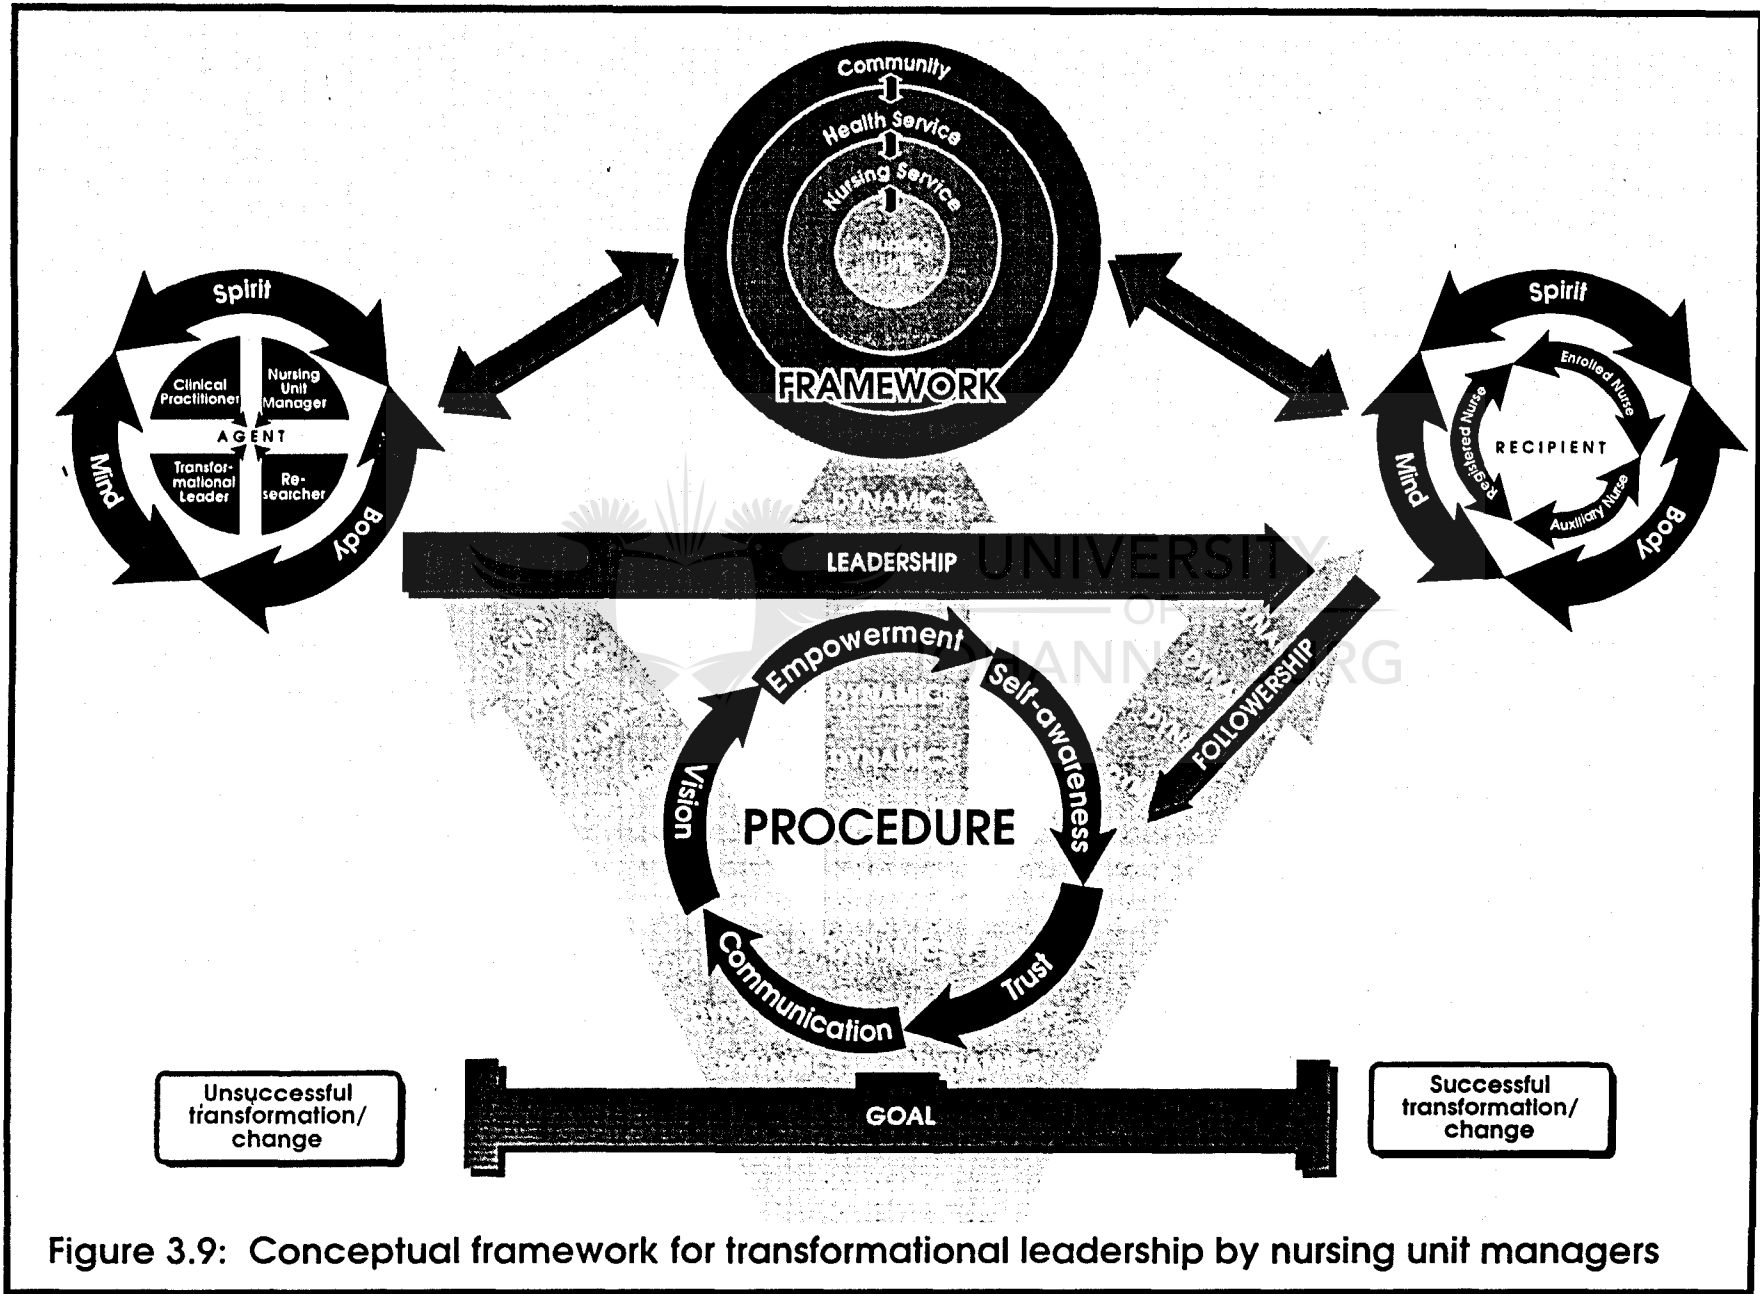 Community
Health Service
Nursing Service
FRAMEWORK
Spirit
Mind
Body
Clinical
Practitioner
Nursing
Unit
Manager
AGENT
Transfor-
mational
Leader
Re-
searcher
Spirit
Mind
Body
Enrolled Nurse
Registered Nurse
RECIPIENT
Auxiliary Nurse
DYNAMICS
LEADERSHIP
UNIVERSITY
OF
FOLLOWERSHIP
Empowerment
Self-awareness
DYNAMICS
DYNAMICS
Vision
PROCEDURE
DYNAMICS
Trust
Communication
Unsuccessful
transformation/
change
GOAL
Successful
transformation/
change
Figure 3.9: Conceptual framework for transformational leadership by nursing unit managers